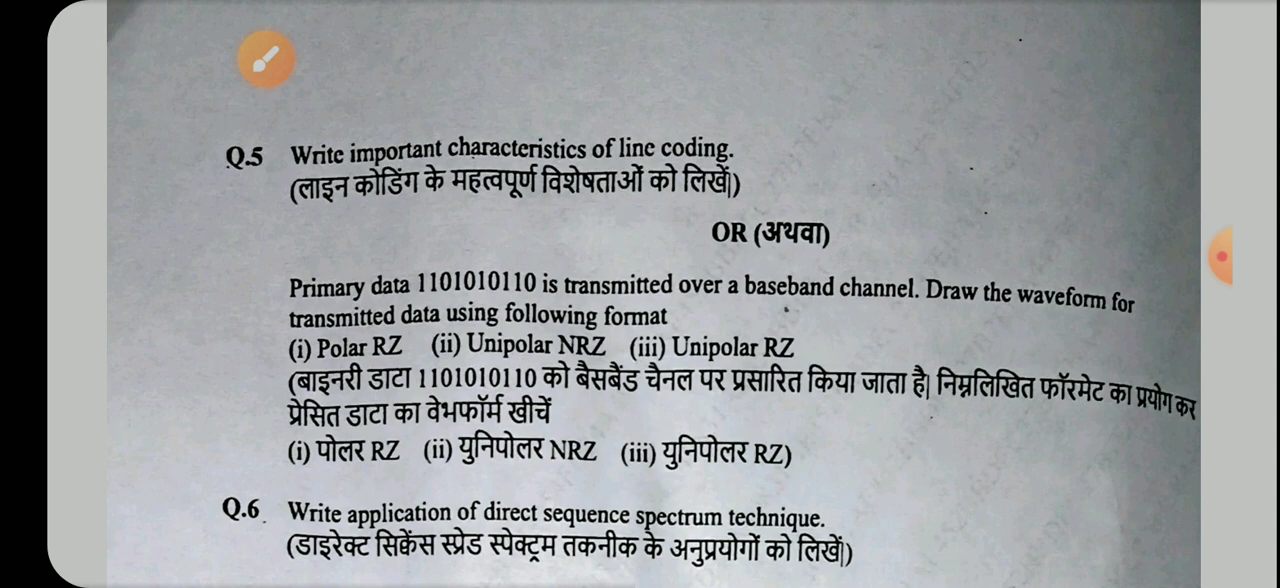 Q.5 Write important characteristics of line coding.
(लाइन कोडिंग के महत्वपूर्ण विशेषताओं को लिखें।)
OR (अथवा)
Primary data 1101010110 is transmitted over a baseband channel. Draw the waveform for
transmitted data using following format
(i) Polar RZ (ii) Unipolar NRZ (iii) Unipolar RZ
(बाइनरी डाटा 1101010110 को बैसबैंड चैनल पर प्रसारित किया जाता है। निम्नलिखित फॉरमेट का प्रयोग कर
प्रेसित डाटा का वेभफॉर्म खीचें
(i) पोलर RZ (ii) युनिपोलर NRZ (iii) युनिपोलर RZ)
Q.6 Write application of direct sequence spectrum technique.
(डाइरेक्ट सिक्वेंस स्प्रेड स्पेक्ट्रम तकनीक के अनुप्रयोगों को लिखें।)